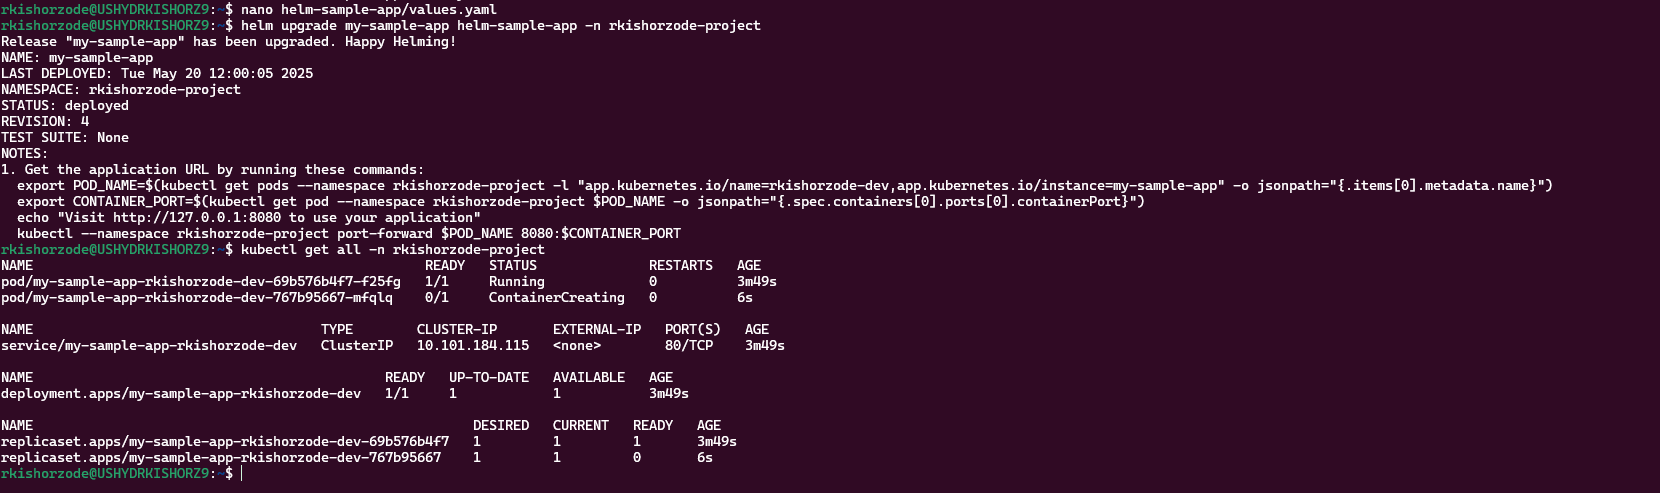 rkishorzode@USHYDRKISHORZ9:~$ nano helm-sample-app/values.yaml
rkishorzode@USHYDRKISHORZ9:~$ helm upgrade my-sample-app helm-sample-app -n rkishorzode-project
Release "my-sample-app" has been upgraded. Happy Helming!
NAME: my-sample-app
LAST DEPLOYED: Tue May 20 12:00:05 2025
NAMESPACE: rkishorzode-project
STATUS: deployed
REVISION: 4
TEST SUITE: None
NOTES:
1. Get the application URL by running these commands:
  export POD_NAME=$(kubectl get pods --namespace rkishorzode-project -l "app.kubernetes.io/name=rkishorzode-dev,app.kubernetes.io/instance=my-sample-app" -o jsonpath="{.items[0].metadata.name}")
  export CONTAINER_PORT=$(kubectl get pod --namespace rkishorzode-project $POD_NAME -o jsonpath="{.spec.containers[0].ports[0].containerPort}")
  echo "Visit http://127.0.0.1:8080 to use your application"
  kubectl --namespace rkishorzode-project port-forward $POD_NAME 8080:$CONTAINER_PORT
rkishorzode@USHYDRKISHORZ9:~$ kubectl get all -n rkishorzode-project
NAME                                                 READY   STATUS              RESTARTS   AGE
pod/my-sample-app-rkishorzode-dev-69b576b4f7-f25fg   1/1     Running             0          3m49s
pod/my-sample-app-rkishorzode-dev-767b95667-mfqlq    0/1     ContainerCreating   0          6s

NAME                                    TYPE        CLUSTER-IP       EXTERNAL-IP   PORT(S)   AGE
service/my-sample-app-rkishorzode-dev   ClusterIP   10.101.184.115   <none>        80/TCP    3m49s

NAME                                            READY   UP-TO-DATE   AVAILABLE   AGE
deployment.apps/my-sample-app-rkishorzode-dev   1/1     1            1           3m49s

NAME                                                       DESIRED   CURRENT   READY   AGE
replicaset.apps/my-sample-app-rkishorzode-dev-69b576b4f7   1         1         1       3m49s
replicaset.apps/my-sample-app-rkishorzode-dev-767b95667    1         1         0       6s
rkishorzode@USHYDRKISHORZ9:~$